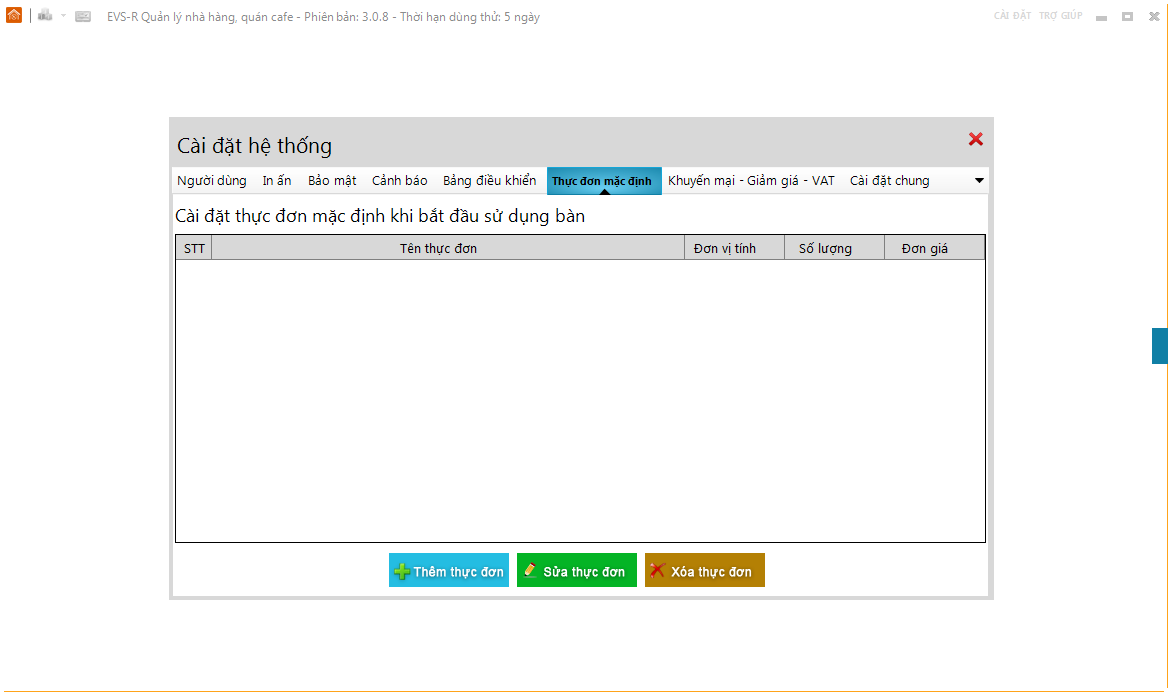 EVS-R Quản lý nhà hàng, quán cafe - Phiên bản: 3.0.8 - Thời hạn dùng thử: 5 ngày
CÀI ĐẶT TRỢ GIÚP
Cài đặt hệ thống
Người dùng In ấn Bảo mật Cảnh báo Bảng điều khiển Thực đơn mặc định Khuyến mại - Giảm giá - VAT Cài đặt chung
Cài đặt thực đơn mặc định khi bắt đầu sử dụng bàn
STT Tên thực đơn Đơn vị tính Số lượng Đơn giá
Thêm thực đơn Sửa thực đơn Xóa thực đơn